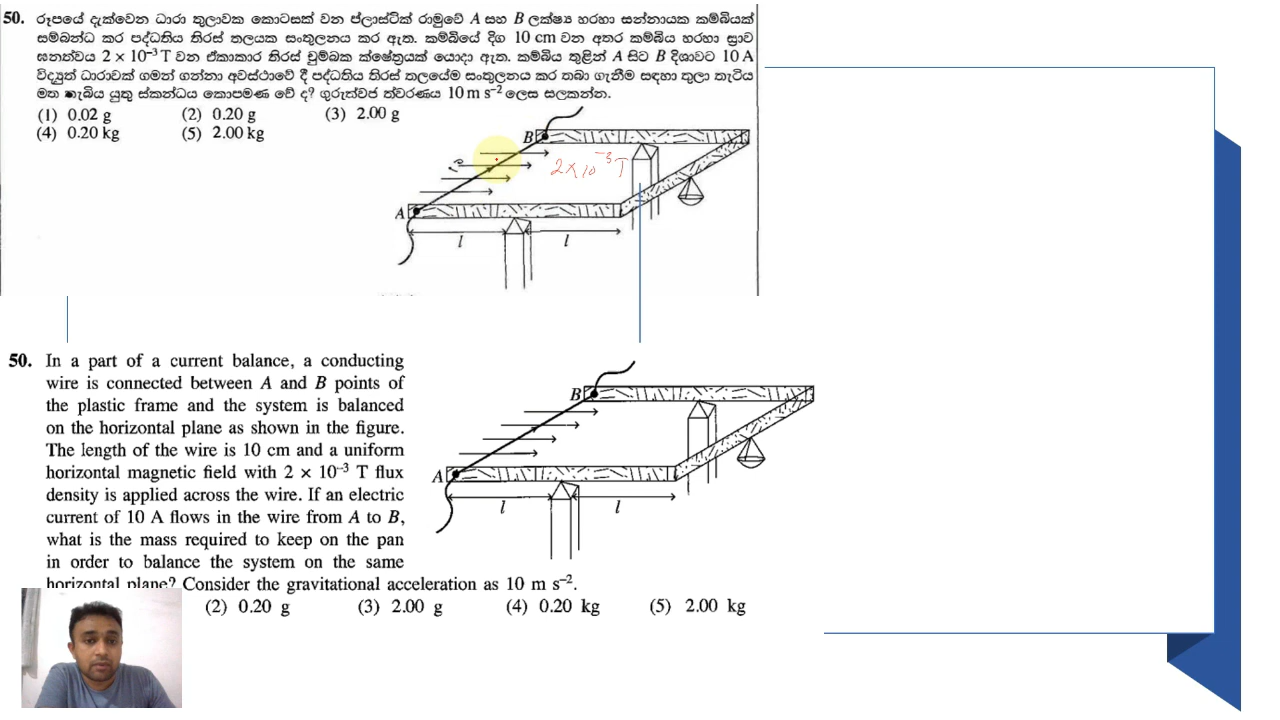 50. රූපයේ දැක්වෙන ධාරා තුලාවක කොටසක් වන ප්ලාස්ටික් රාමුවේ A සහ B ලක්ෂ්‍ය හරහා සන්නායක කම්බියක්
සම්බන්ධ කර පද්ධතිය තිරස් තලයක සංතුලනය කර ඇත. කම්බියේ දිග 10 cm වන අතර කම්බිය හරහා ස්‍රාව
ඝනත්වය 2 × 10⁻³ T වන ඒකාකාර තිරස් චුම්බක ක්ෂේත්‍රයක් යොදා ඇත. කම්බිය තුළින් A සිට B දිශාවට 10 A
විද්‍යුත් ධාරාවක් ගමන් ගන්නා අවස්ථාවේ දී පද්ධතිය තිරස් තලයේම සංතුලනය කර තබා ගැනීම සඳහා තුලා තැටිය
මත තැබිය යුතු ස්කන්ධය කොපමණ වේ ද? ගුරුත්වජ ත්වරණය 10 m s⁻² ලෙස සලකන්න.
(1) 0.02 g (2) 0.20 g (3) 2.00 g
(4) 0.20 kg (5) 2.00 kg
B
2×10⁻³T
A
l l
50. In a part of a current balance, a conducting
wire is connected between A and B points of
the plastic frame and the system is balanced
on the horizontal plane as shown in the figure.
The length of the wire is 10 cm and a uniform
horizontal magnetic field with 2 × 10⁻³ T flux
density is applied across the wire. If an electric
current of 10 A flows in the wire from A to B,
what is the mass required to keep on the pan
in order to balance the system on the same
horizontal plane? Consider the gravitational acceleration as 10 m s⁻².
(2) 0.20 g (3) 2.00 g (4) 0.20 kg (5) 2.00 kg
B
A
l l